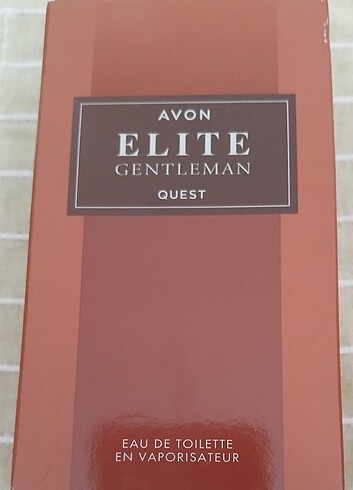 AVON
ELITE
GENTLEMAN
QUEST
EAU DE TOILETTE
EN VAPORISATEUR